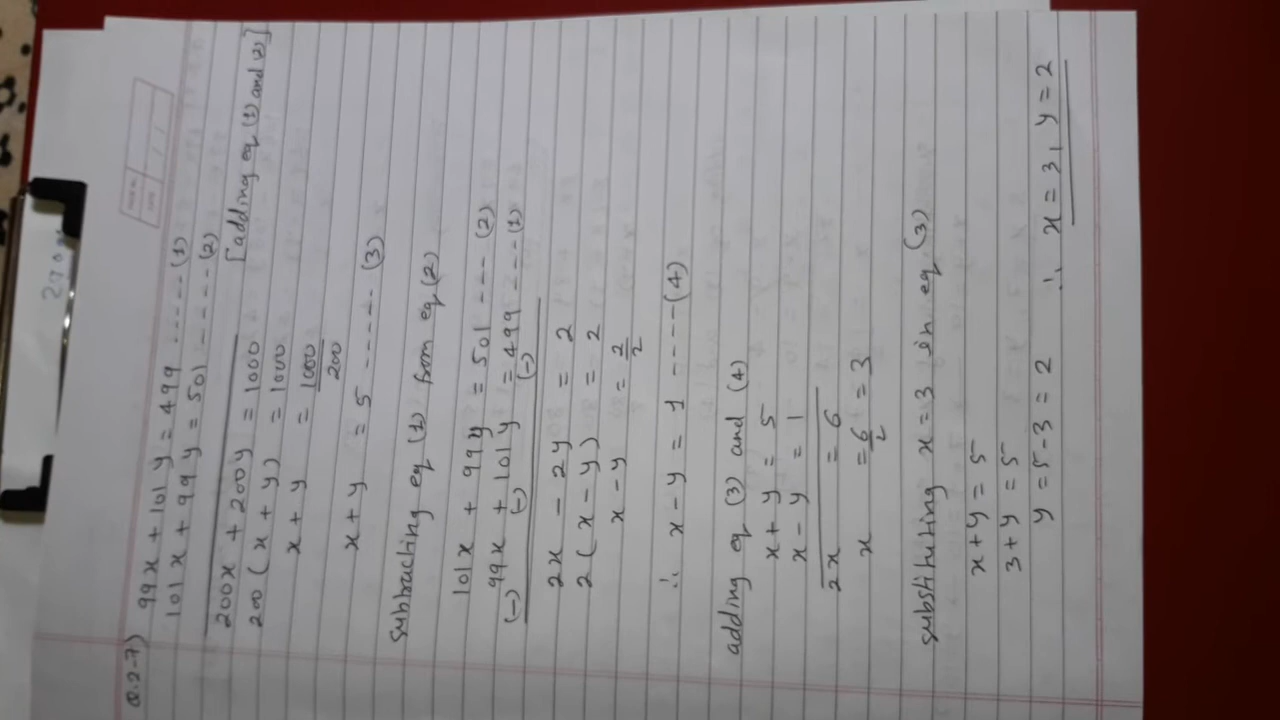 Q.2-7) 99x + 101y = 499 ..... (1)
101x + 99y = 501 ----- (2)
200x + 200y = 1000 [adding eq (1) and (2)]
200 (x + y) = 1000
x + y = 1000/200
x + y = 5 ----- (3)
Subtracting eq (1) from eq (2)
101x + 99y = 501 --- (2)
99x + 101y = 499 --- (1)
(-) (-) (-)
2x - 2y = 2
2 (x - y) = 2
x - y = 2/2
∴ x - y = 1 ---- (4)
adding eq (3) and (4)
x + y = 5
x - y = 1
2x = 6
x = 6/2 = 3
substituting x = 3 in eq (3)
x + y = 5
3 + y = 5
y = 5 - 3 = 2 ∴ x = 3, y = 2